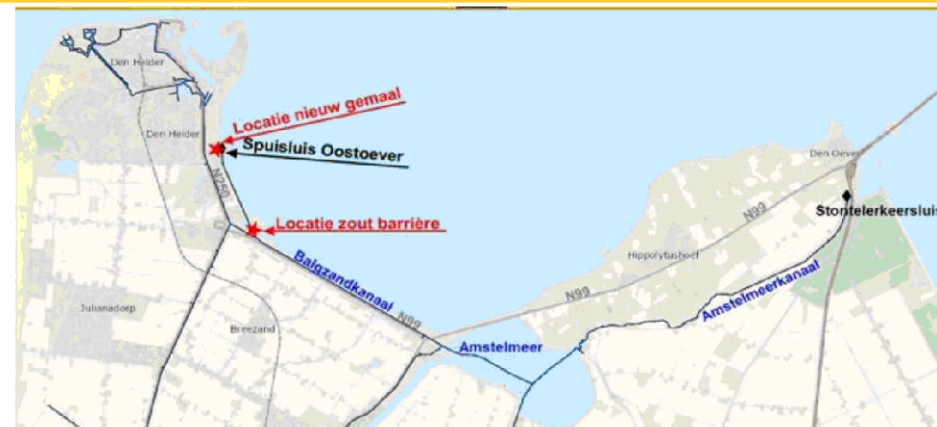 Den Helder
Locatie nieuw gemaal
Den Helder
Spuisluis Oostoever
Den Oever
N250
N99
Stontelerkeersluis
Locatie zout barrière
Hippolytushoef
Balgzandkanaal
Amstelmeerkanaal
N99
Julianadorp
Breezand
N99
Amstelmeer